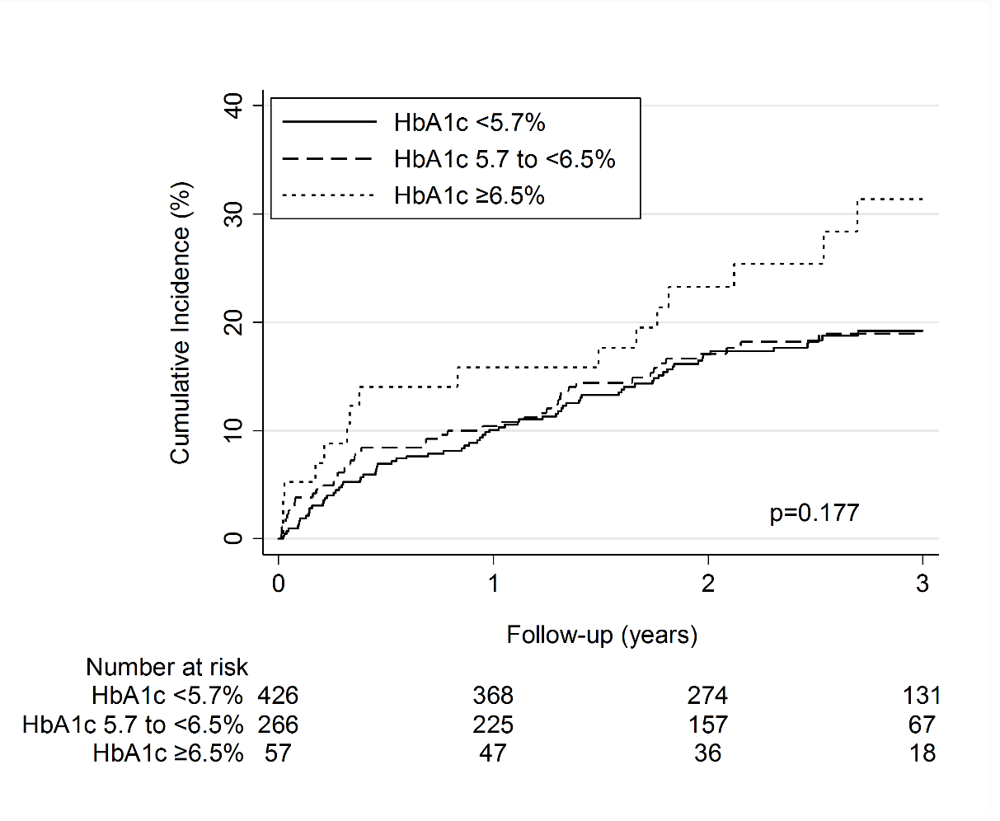 40
30
20
10
0
Cumulative Incidence (%)
HbA1c <5.7%
HbA1c 5.7 to <6.5%
HbA1c ≥6.5%
p=0.177
0 1 2 3
Follow-up (years)
Number at risk
HbA1c <5.7% 426 368 274 131
HbA1c 5.7 to <6.5% 266 225 157 67
HbA1c ≥6.5% 57 47 36 18